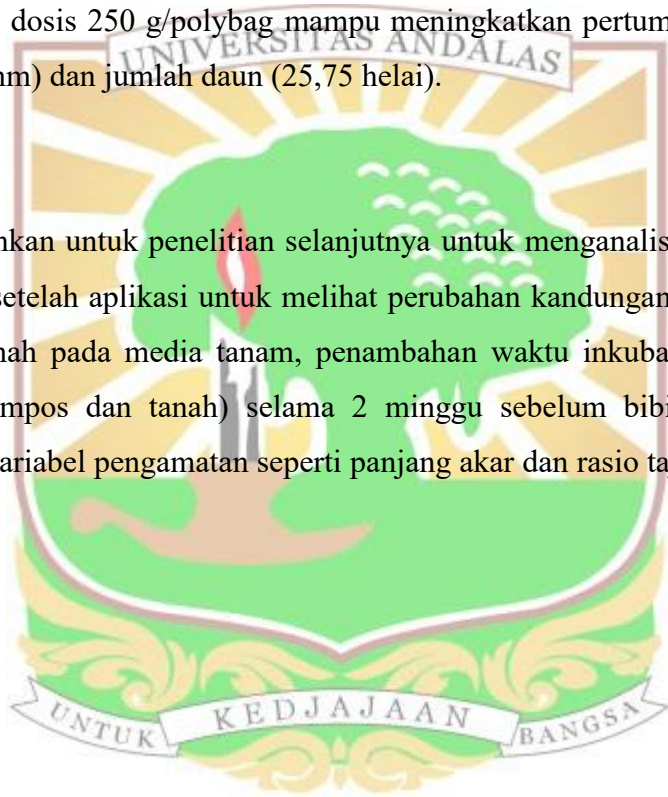 dosis 250 g/polybag mampu meningkatkan pertum
UNIVERSITAS ANDALAS
m) dan jumlah daun (25,75 helai).
nkan untuk penelitian selanjutnya untuk menganalis
setelah aplikasi untuk melihat perubahan kandungan
nah pada media tanam, penambahan waktu inkuba
mpos dan tanah) selama 2 minggu sebelum bibi
variabel pengamatan seperti panjang akar dan rasio ta
UNTUK KEDJAJAAN BANGSA